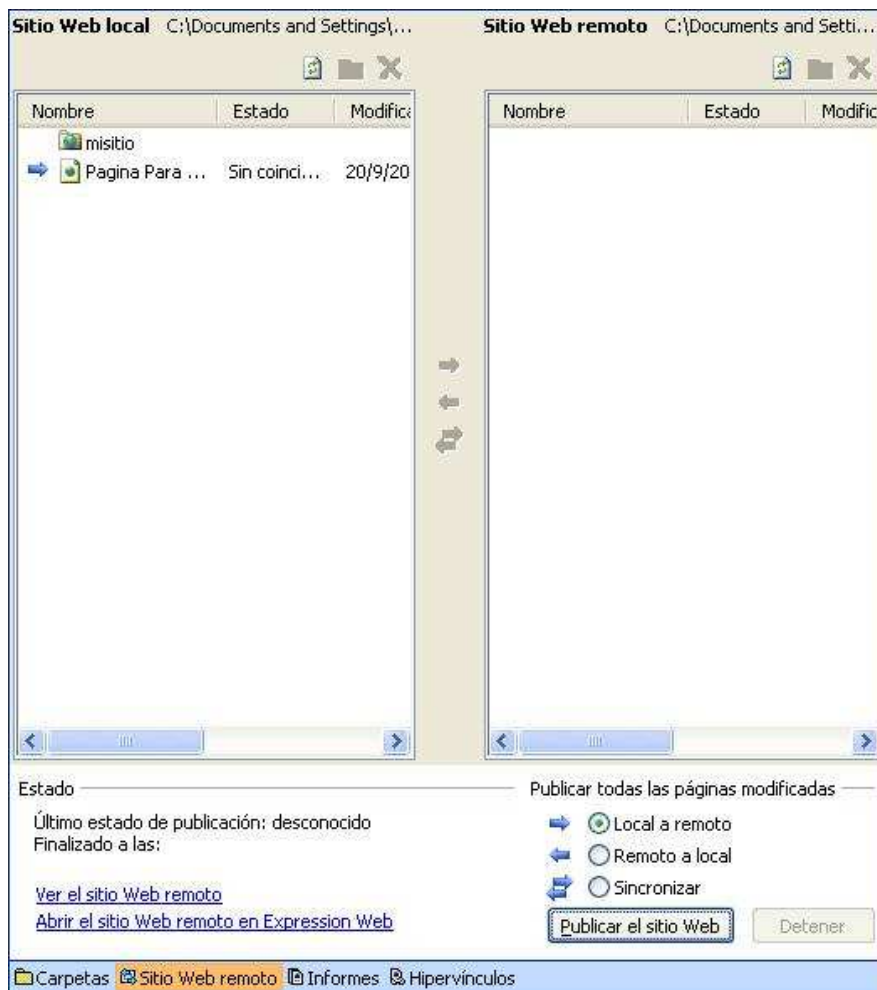 Sitio Web local C:\Documents and Settings\... Sitio Web remoto C:\Documents and Setti...
Nombre Estado Modifica Nombre Estado Modific
misitio
Pagina Para ... Sin coinci... 20/9/20
Estado Publicar todas las páginas modificadas
Último estado de publicación: desconocido
Finalizado a las:
Local a remoto
Remoto a local
Sincronizar
Ver el sitio Web remoto
Abrir el sitio Web remoto en Expression Web
Publicar el sitio Web Detener
Carpetas Sitio Web remoto Informes Hipervínculos